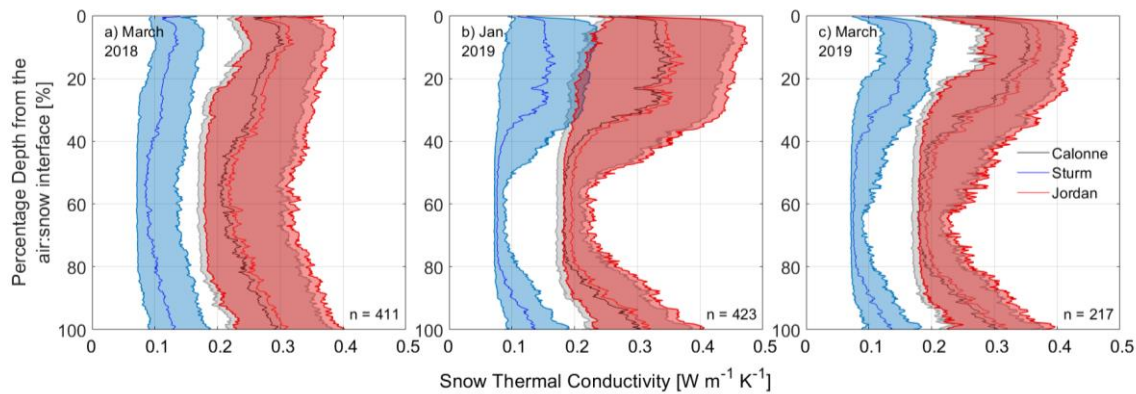 Percentage Depth from the
air:snow interface [%]
0
20
40
60
80
100
a) March
2018
n = 411
0 0.1 0.2 0.3 0.4 0.5
0
20
40
60
80
100
b) Jan
2019
n = 423
0 0.1 0.2 0.3 0.4 0.5
0
20
40
60
80
100
c) March
2019
Calonne
Sturm
Jordan
n = 217
0 0.1 0.2 0.3 0.4 0.5
Snow Thermal Conductivity [W m⁻¹ K⁻¹]